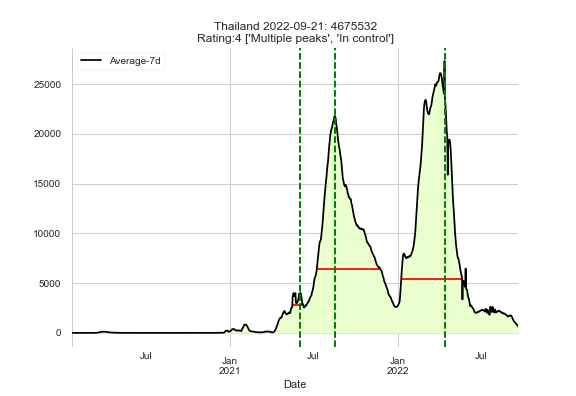 Thailand 2022-09-21: 4675532
Rating:4 ['Multiple peaks', 'In control']
Average-7d
25000
20000
15000
10000
5000
0
Jul
Jan
2021
Jul
Jan
2022
Jul
Date